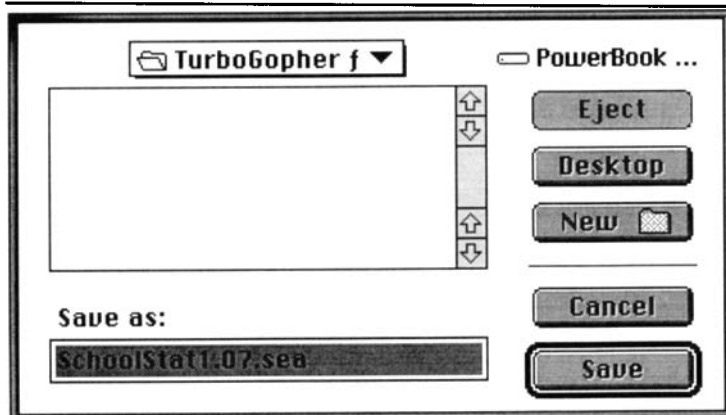 TurboGopher ƒ
PowerBook ...
Eject
Desktop
New
Save as:
Cancel
SchoolStat1.07.sea
Save